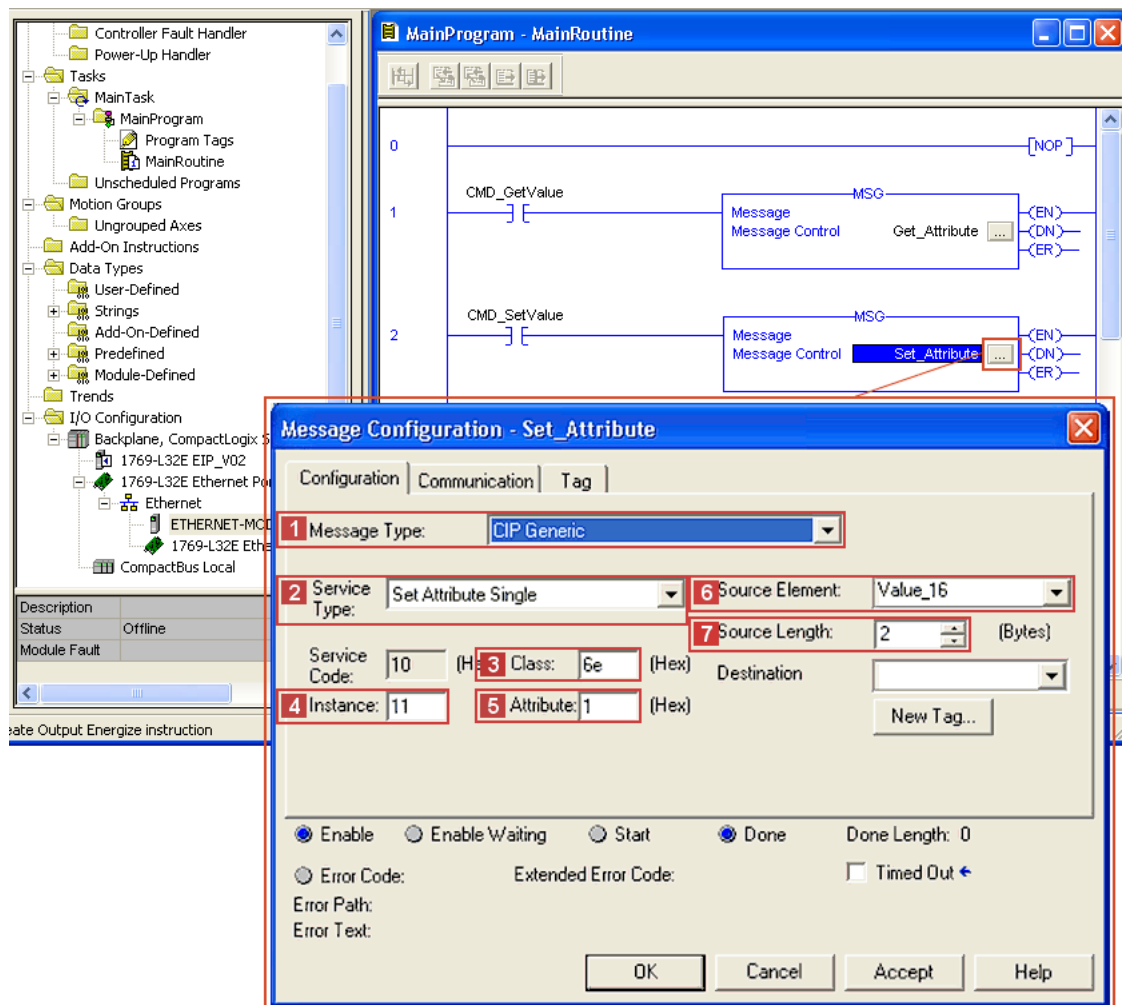 Controller Fault Handler
Power-Up Handler
Tasks
MainTask
MainProgram
Program Tags
MainRoutine
Unscheduled Programs
Motion Groups
Ungrouped Axes
Add-On Instructions
Data Types
User-Defined
Strings
Add-On-Defined
Predefined
Module-Defined
Trends
I/O Configuration
Backplane, CompactLogix S
1769-L32E EIP_V02
1769-L32E Ethernet Po
Ethernet
ETHERNET-MOD
1769-L32E Ethe
CompactBus Local
Description
Status Offline
Module Fault
eate Output Energize instruction
MainProgram - MainRoutine
0
NOP
1
CMD_GetValue
MSG
Message
Message Control Get_Attribute ...
EN
DN
ER
2
CMD_SetValue
MSG
Message
Message Control Set_Attribute ...
EN
DN
ER
Message Configuration - Set_Attribute
Configuration Communication Tag
1 Message Type: CIP Generic
2 Service Type: Set Attribute Single
6 Source Element: Value_16
7 Source Length: 2 (Bytes)
Service Code: 10 (He
3 Class: 6e (Hex)
Destination
4 Instance: 11
5 Attribute: 1 (Hex)
New Tag...
Enable Enable Waiting Start Done Done Length: 0
Error Code: Extended Error Code: Timed Out
Error Path:
Error Text:
OK Cancel Accept Help